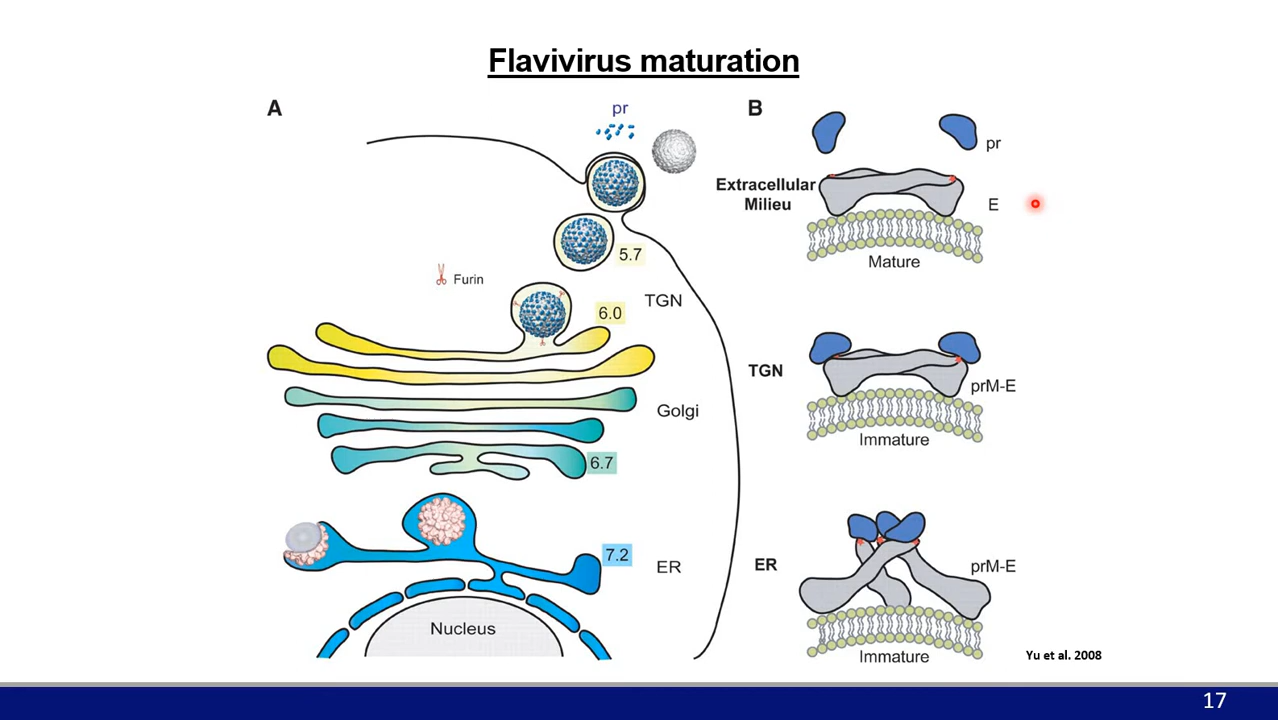 Flavivirus maturation
A
pr
5.7
Furin
TGN
6.0
Golgi
6.7
7.2
ER
Nucleus
B
pr
Extracellular
Milieu
E
Mature
TGN
prM-E
Immature
ER
prM-E
Immature
Yu et al. 2008
17